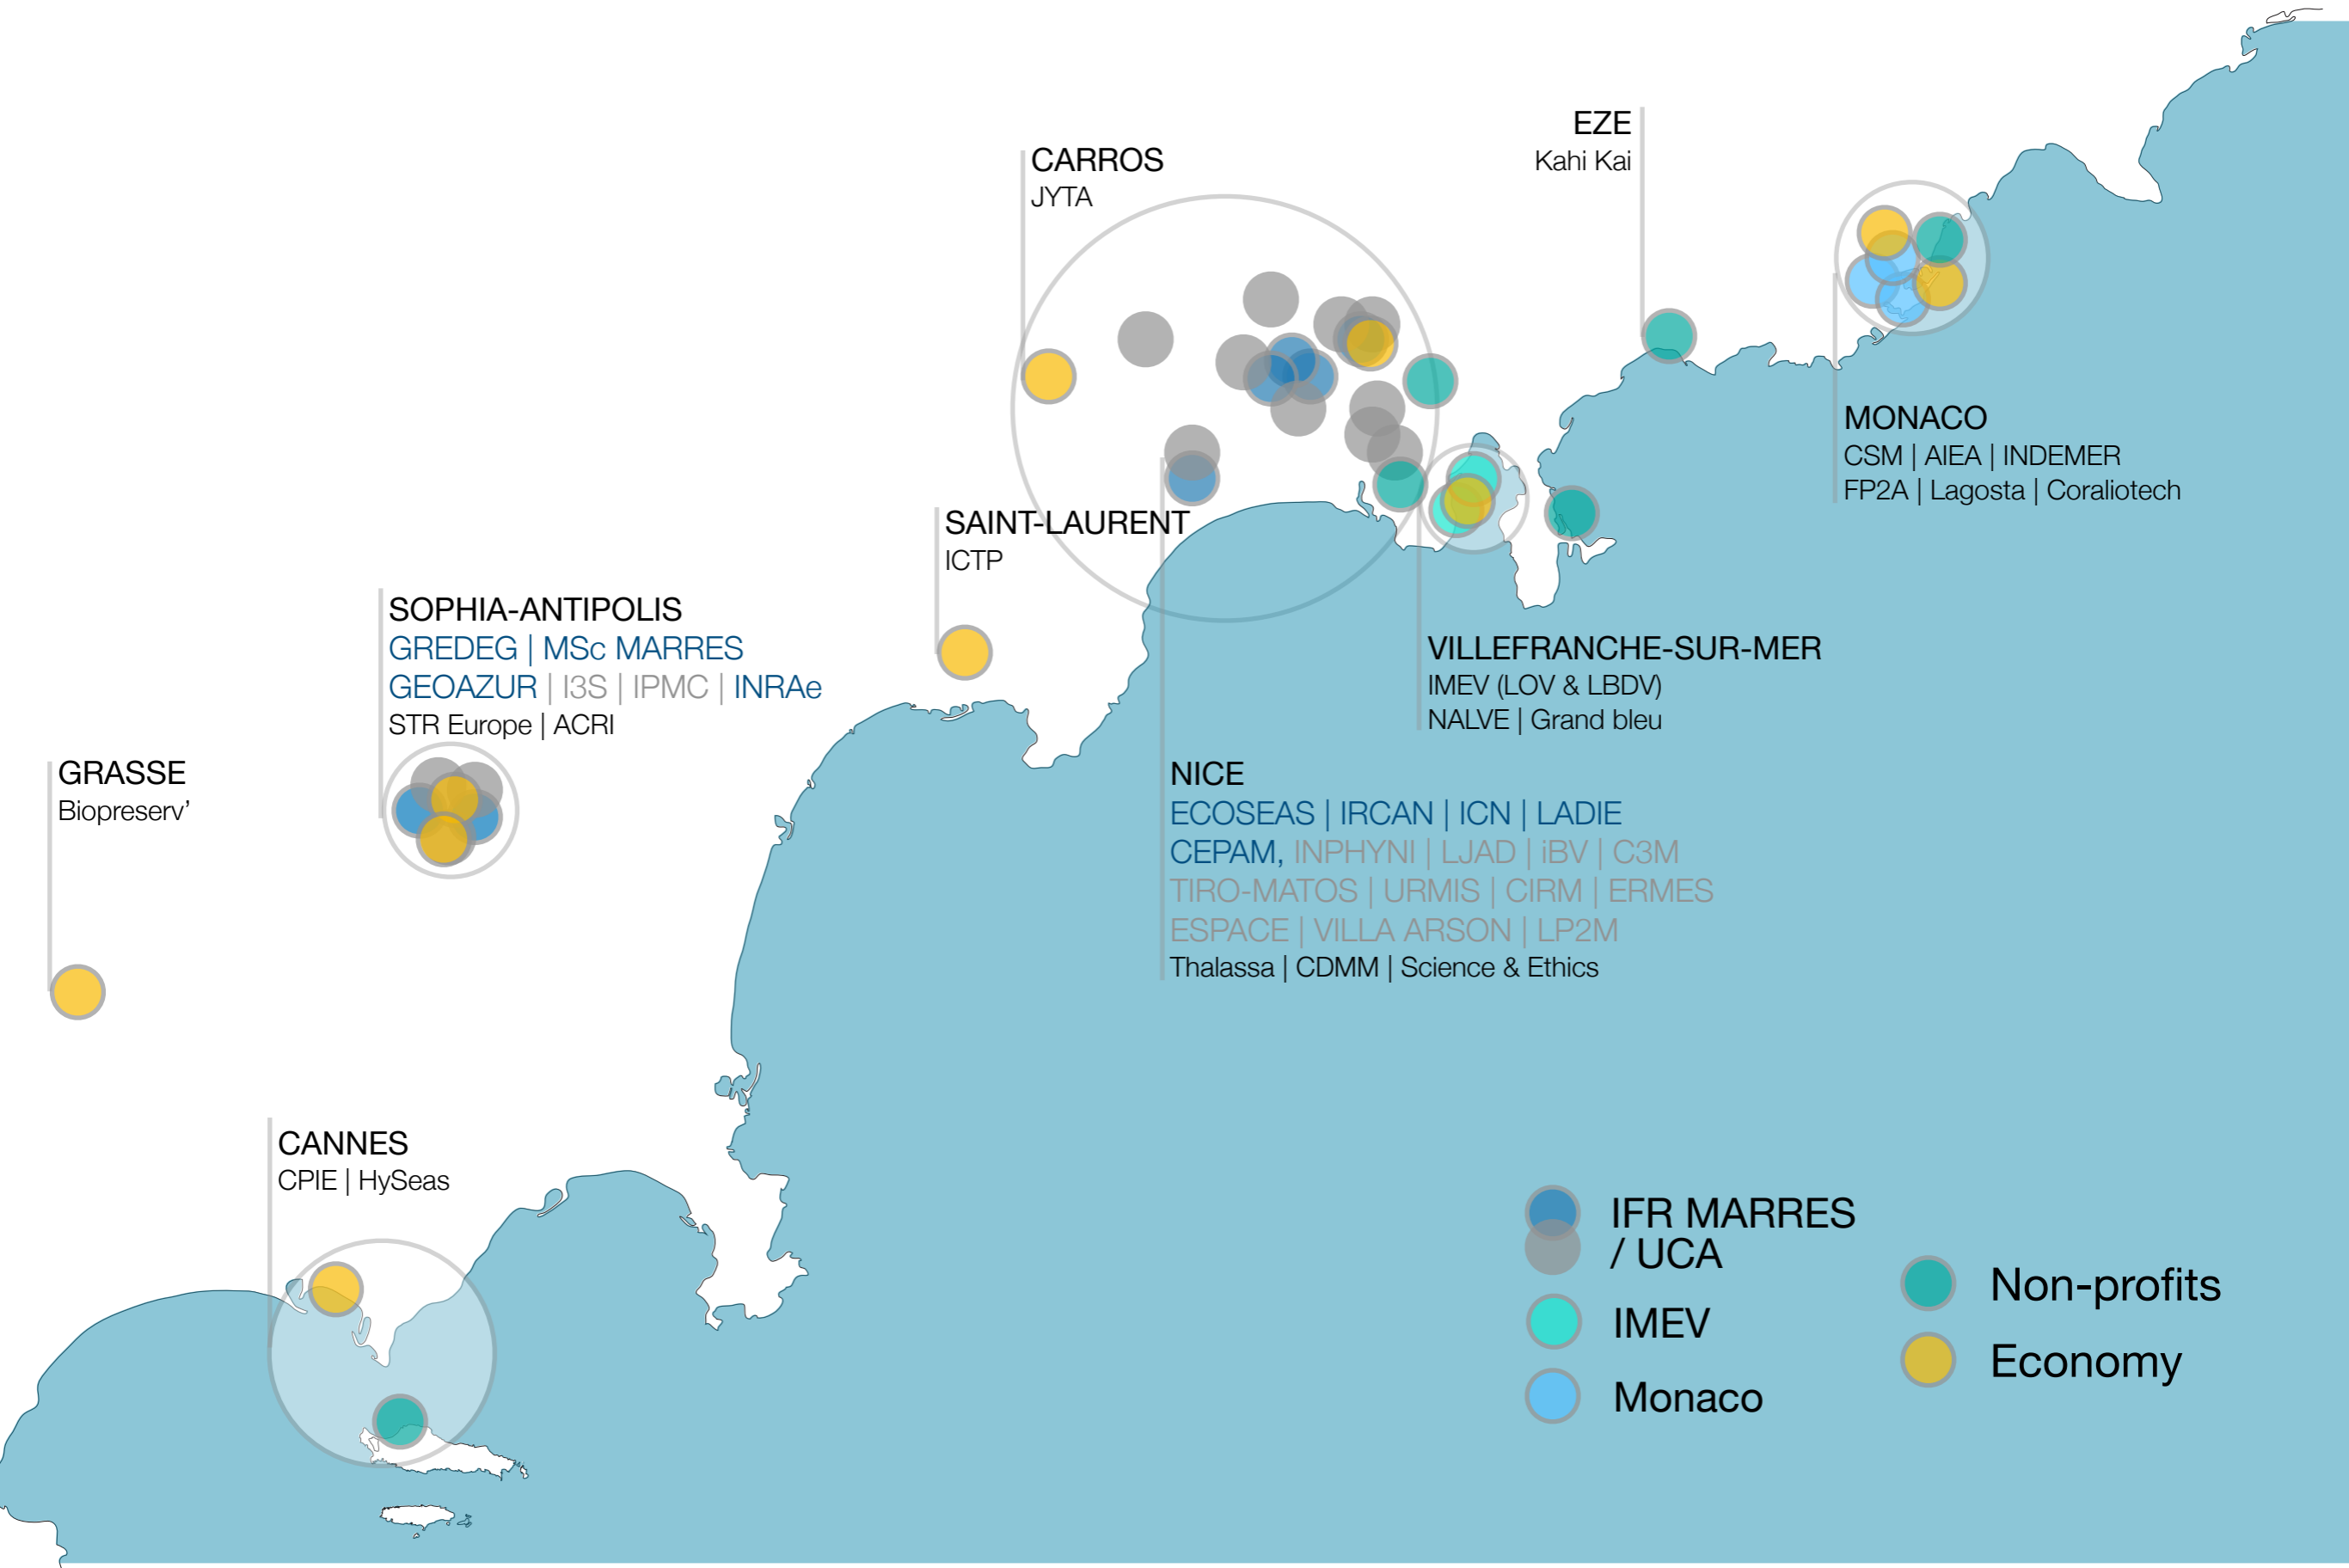 EZE
Kahi Kai
CARROS
JYTA
MONACO
CSM | AIEA | INDEMER
FP2A | Lagosta | Coraliotech
SAINT-LAURENT
ICTP
SOPHIA-ANTIPOLIS
GREDEG | MSc MARRES
GEOAZUR | I3S | IPMC | INRAe
STR Europe | ACRI
VILLEFRANCHE-SUR-MER
IMEV (LOV & LBDV)
NALVE | Grand bleu
GRASSE
Biopreserv’
NICE
ECOSEAS | IRCAN | ICN | LADIE
CEPAM, INPHYNI | LJAD | iBV | C3M
TIRO-MATOS | URMIS | CIRM | ERMES
ESPACE | VILLA ARSON | LP2M
Thalassa | CDMM | Science & Ethics
CANNES
CPIE | HySeas
IFR MARRES
/ UCA
IMEV
Monaco
Non-profits
Economy